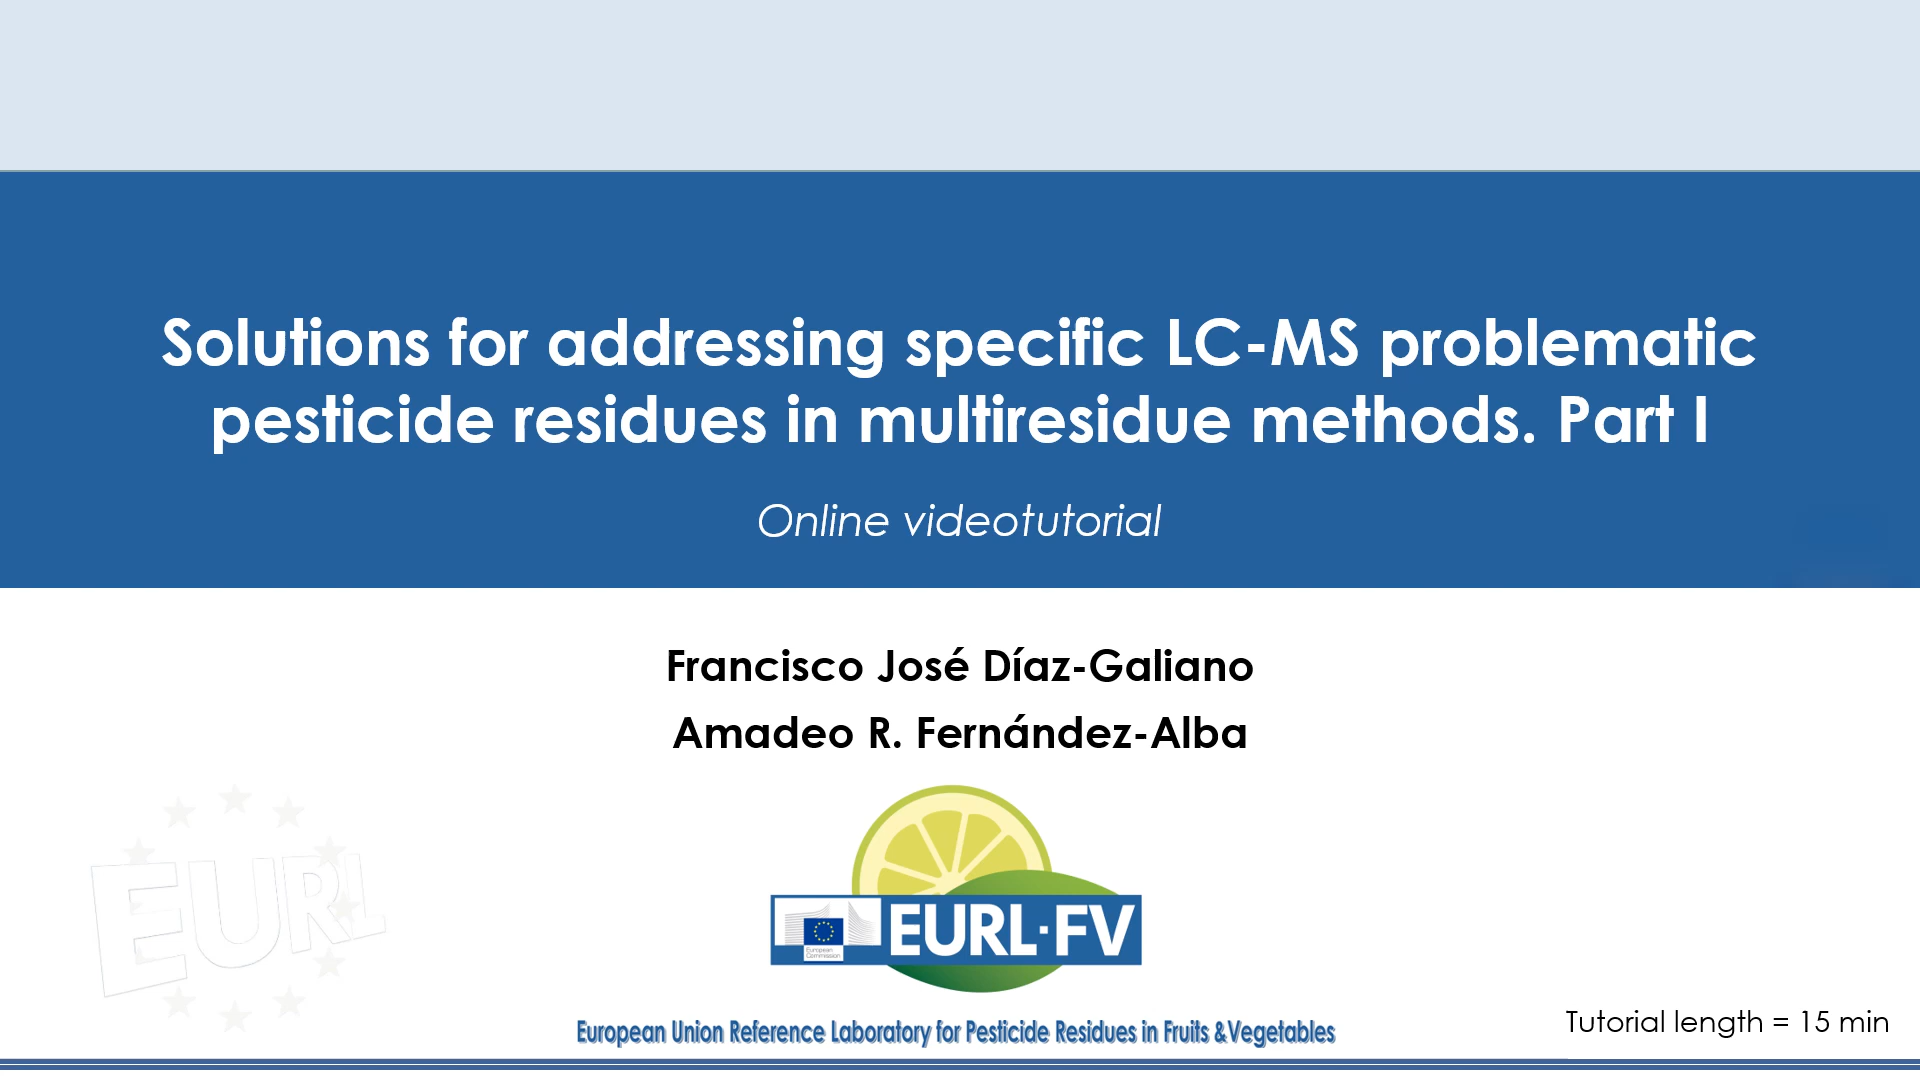 Solutions for addressing specific LC-MS problematic
pesticide residues in multiresidue methods. Part I
Online videotutorial
Francisco José Díaz-Galiano
Amadeo R. Fernández-Alba
EURL
European
Commission
EURL·FV
European Union Reference Laboratory for Pesticide Residues in Fruits & Vegetables
Tutorial length = 15 min